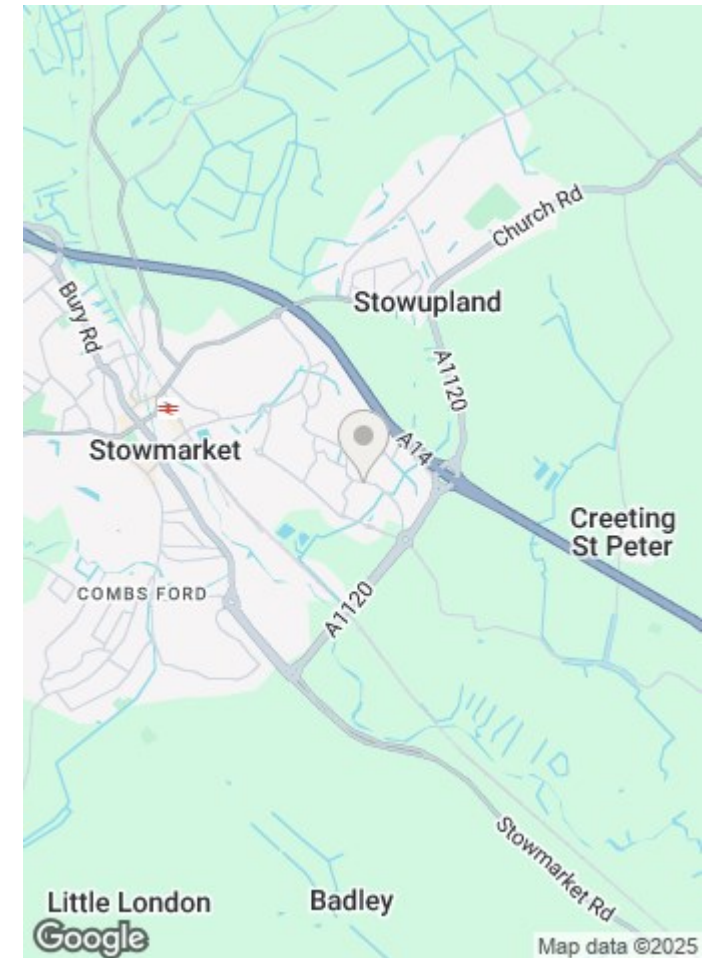 Church Rd
Stowupland
Bury Rd
A1120
Stowmarket
A14
Creeting
St Peter
COMBS FORD
A1120
Stowmarket Rd
Little London
Badley
Google
Map data ©2025